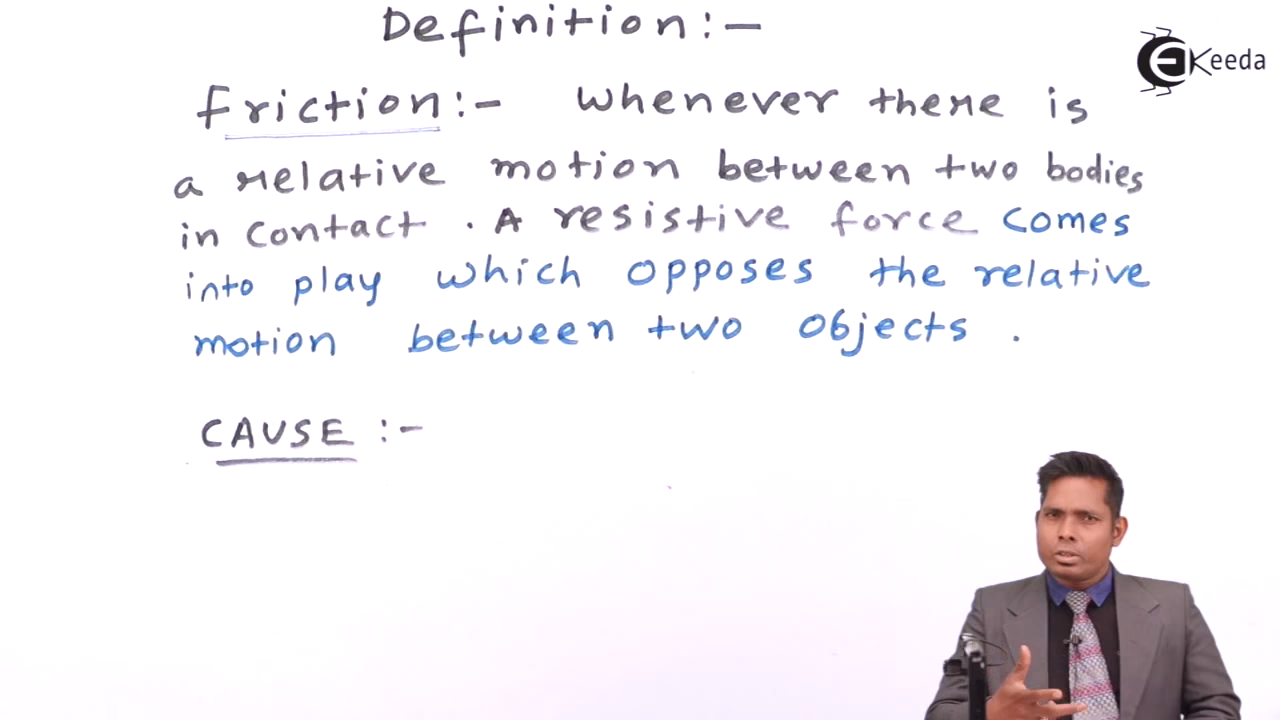 Definition:-
Keeda
Friction:- Whenever there is
a relative motion between two bodies
in contact . A resistive force comes
into play which opposes the relative
motion between two objects .
CAUSE :-